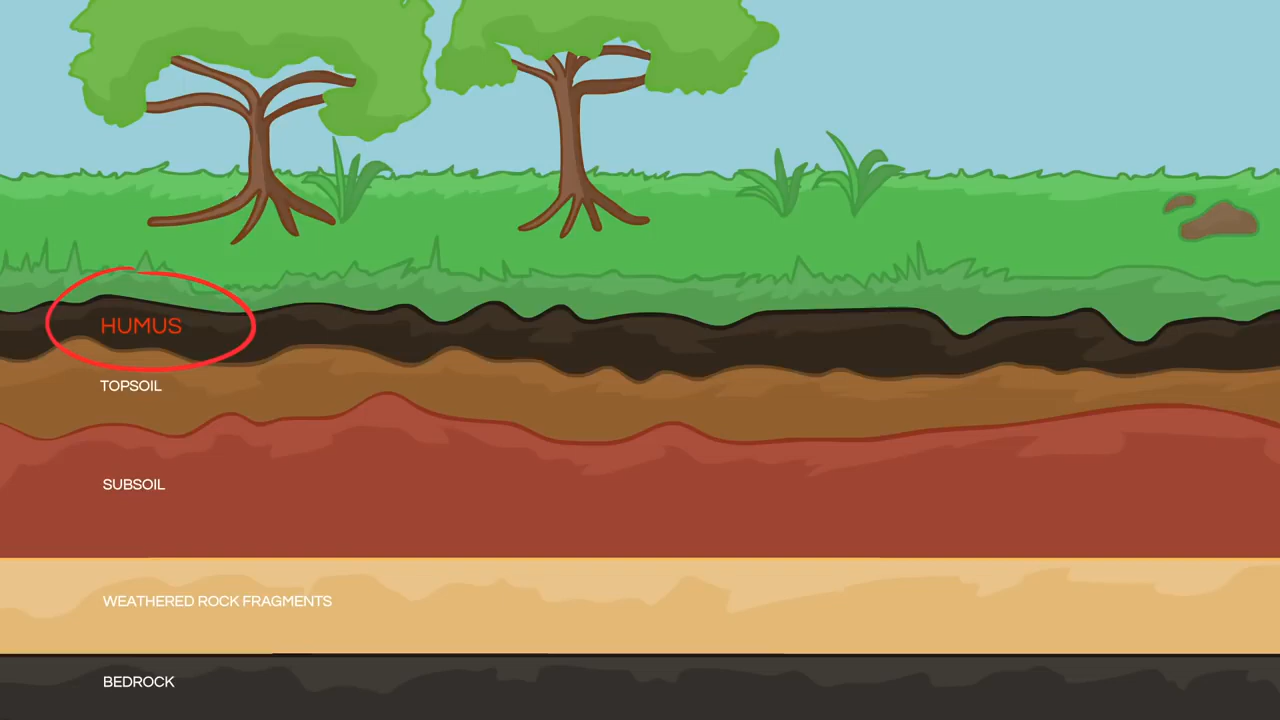 HUMUS
TOPSOIL
SUBSOIL
WEATHERED ROCK FRAGMENTS
BEDROCK